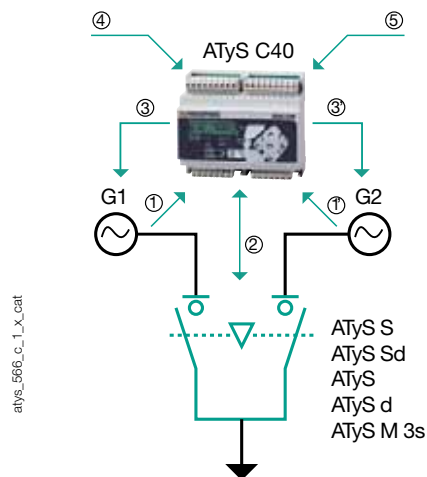 ④ ⑤
ATyS C40
③ ③'
G1 G2
① ①'
②
ATyS S
ATyS Sd
ATyS
ATyS d
ATyS M 3s
atys_566_c_1_x_cat